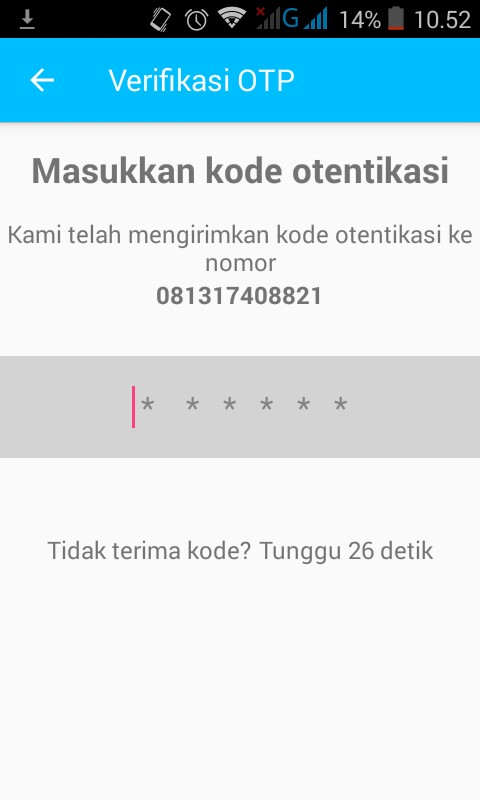 G 14% 10.52
Verifikasi OTP
Masukkan kode otentikasi
Kami telah mengirimkan kode otentikasi ke
nomor
081317408821
* * * * * *
Tidak terima kode? Tunggu 26 detik